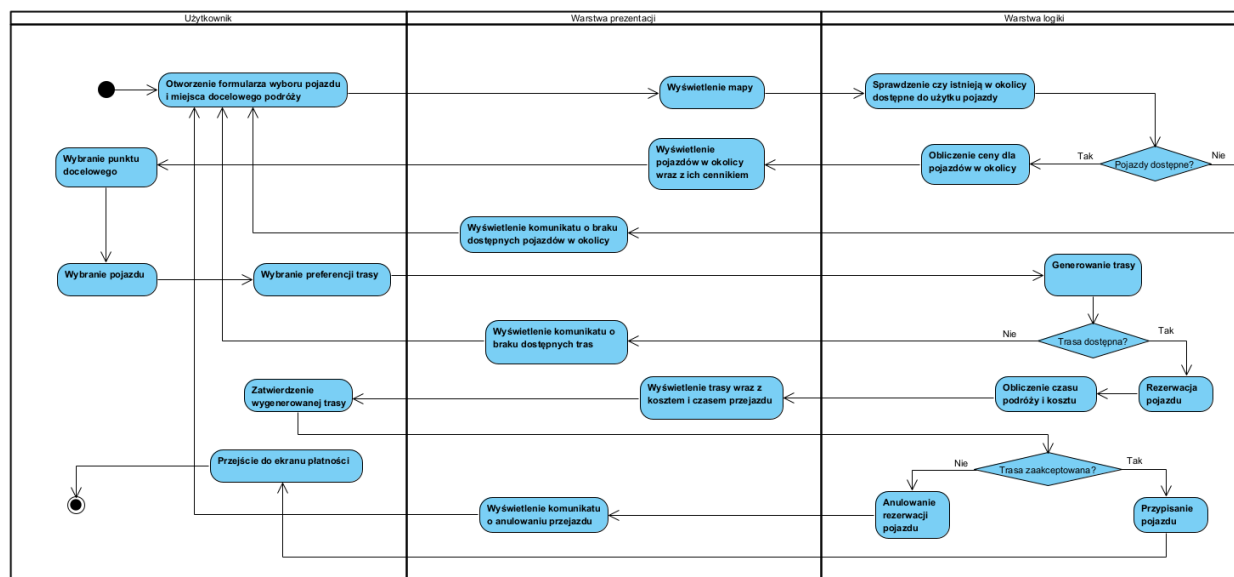 Użytkownik
Warstwa prezentacji
Warstwa logiki
Otworzenie formularza wyboru pojazdu
i miejsca docelowego podróży
Wyświetlenie mapy
Sprawdzenie czy istnieją w okolicy
dostępne do użytku pojazdy
Wybranie punktu
docelowego
Wyświetlenie
pojazdów w okolicy
wraz z ich cennikiem
Obliczenie ceny dla
pojazdów w okolicy
Tak
Pojazdy dostępne?
Nie
Wyświetlenie komunikatu o braku
dostępnych pojazdów w okolicy
Wybranie pojazdu
Wybranie preferencji trasy
Generowanie trasy
Wyświetlenie komunikatu o
braku dostępnych tras
Nie
Trasa dostępna?
Tak
Zatwierdzenie
wygenerowanej trasy
Wyświetlenie trasy wraz z
kosztem i czasem przejazdu
Obliczenie czasu
podróży i kosztu
Rezerwacja
pojazdu
Przejście do ekranu płatności
Nie
Trasa zaakceptowana?
Tak
Wyświetlenie komunikatu
o anulowaniu przejazdu
Anulowanie
rezerwacji
pojazdu
Przypisanie
pojazdu